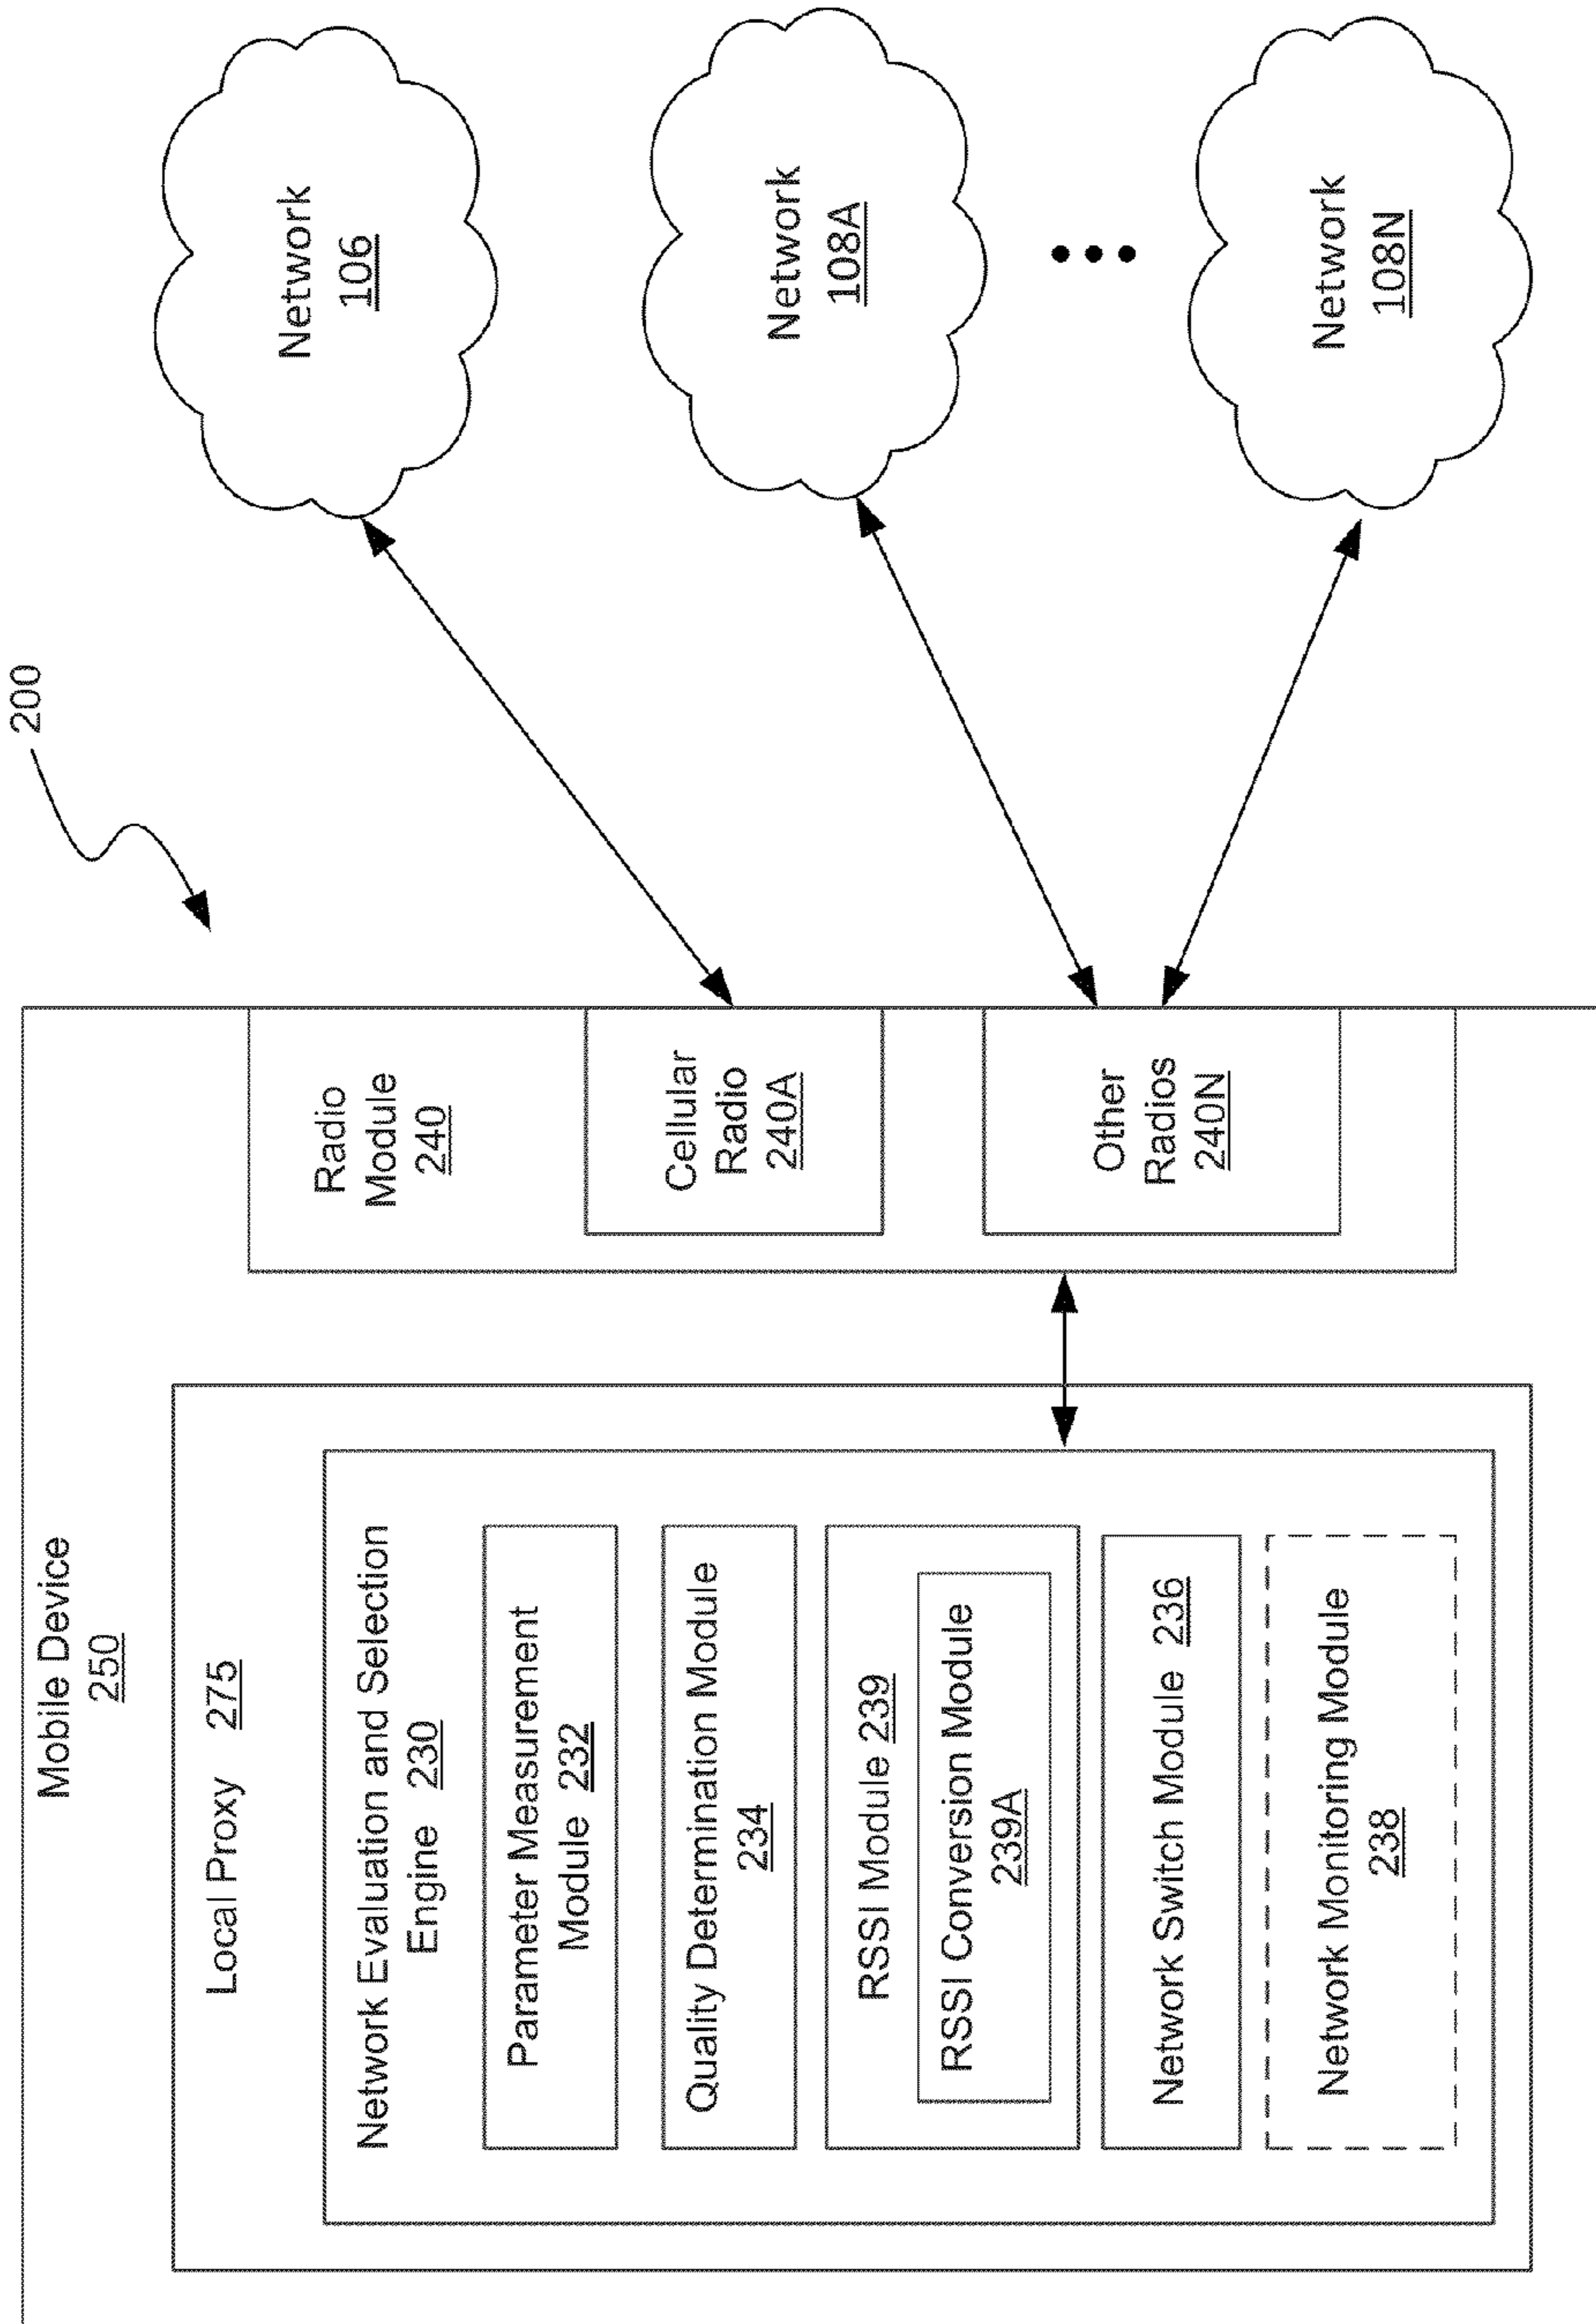 200
Mobile Device
250
Local Proxy 275
Network Evaluation and Selection
Engine 230
Parameter Measurement
Module 232
Quality Determination Module
234
RSSI Module 239
RSSI Conversion Module
239A
Network Switch Module 236
Network Monitoring Module
238
Radio
Module
240
Cellular
Radio
240A
Other
Radios
240N
Network
106
Network
108A
Network
108N